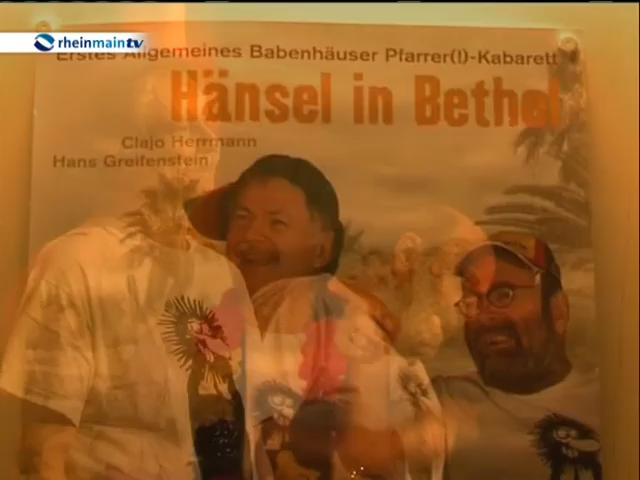 rheinmaintv
Erstes Allgemeines Babenhäuser Pfarrer(!)-Kabarett
Hänsel in Bethel
Clajo Herrmann
Hans Greifenstein